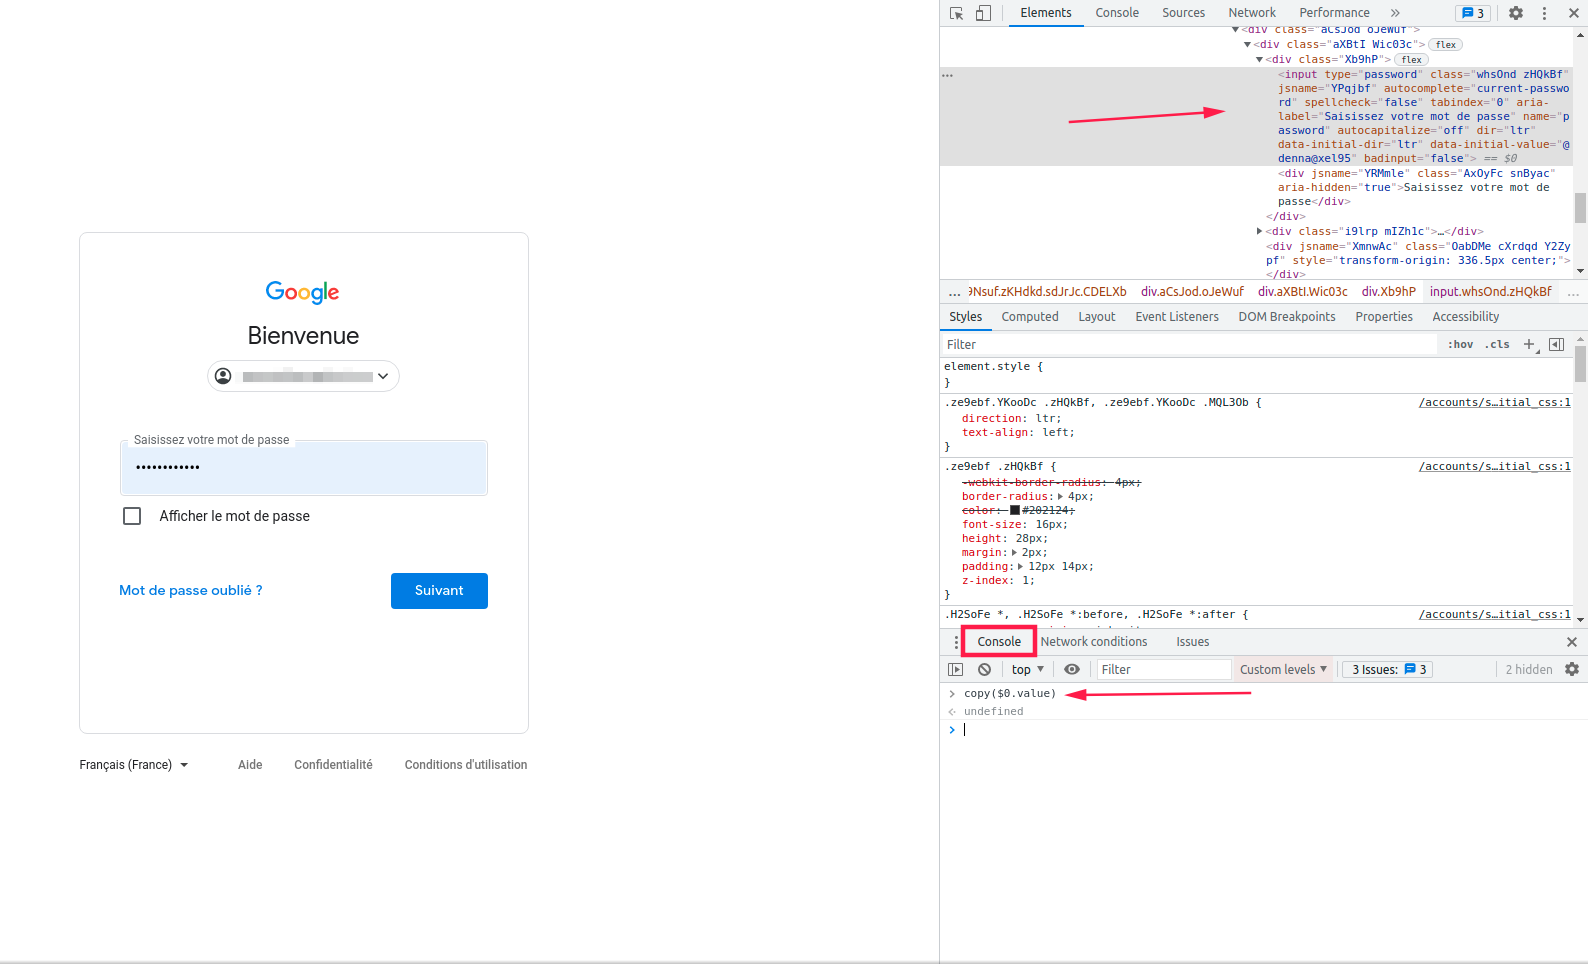 Google
Bienvenue
Saisissez votre mot de passe
••••••••••••
Afficher le mot de passe
Mot de passe oublié ?
Suivant
Français (France)
Aide
Confidentialité
Conditions d'utilisation
Elements Console Sources Network Performance » 3
<div class="aCsJod oJeWuf">
<div class="aXBtI Wic03c"> flex
<div class="Xb9hP"> flex
<input type="password" class="whsOnd zHQkBf"
jsname="YPqjbf" autocomplete="current-passwo
rd" spellcheck="false" tabindex="0" aria-
label="Saisissez votre mot de passe" name="p
assword" autocapitalize="off" dir="ltr"
data-initial-dir="ltr" data-initial-value="@
denna@xel95" badinput="false"> == $0
<div jsname="YRMmle" class="AxOyFc snByac"
aria-hidden="true">Saisissez votre mot de
passe</div>
</div>
<div class="i9lrp mIZh1c">…</div>
<div jsname="XmnwAc" class="OabDMe cXrdqd Y2Zy
pf" style="transform-origin: 336.5px center;">
</div>
... 9Nsuf.zKHdkd.sdJrJc.CDELXb div.aCsJod.oJeWuf div.aXBtI.Wic03c div.Xb9hP input.whsOnd.zHQkBf ...
Styles Computed Layout Event Listeners DOM Breakpoints Properties Accessibility
Filter :hov .cls +
element.style {
}
.ze9ebf.YKooDc .zHQkBf, .ze9ebf.YKooDc .MQL3Ob { /accounts/s…itial_css:1
direction: ltr;
text-align: left;
}
.ze9ebf .zHQkBf { /accounts/s…itial_css:1
-webkit-border-radius: 4px;
border-radius: 4px;
color: #202124;
font-size: 16px;
height: 28px;
margin: 2px;
padding: 12px 14px;
z-index: 1;
}
.H2SoFe *, .H2SoFe *:before, .H2SoFe *:after { /accounts/s…itial_css:1
Console Network conditions Issues
top Filter Custom levels 3 Issues: 3 2 hidden
> copy($0.value)
undefined
>